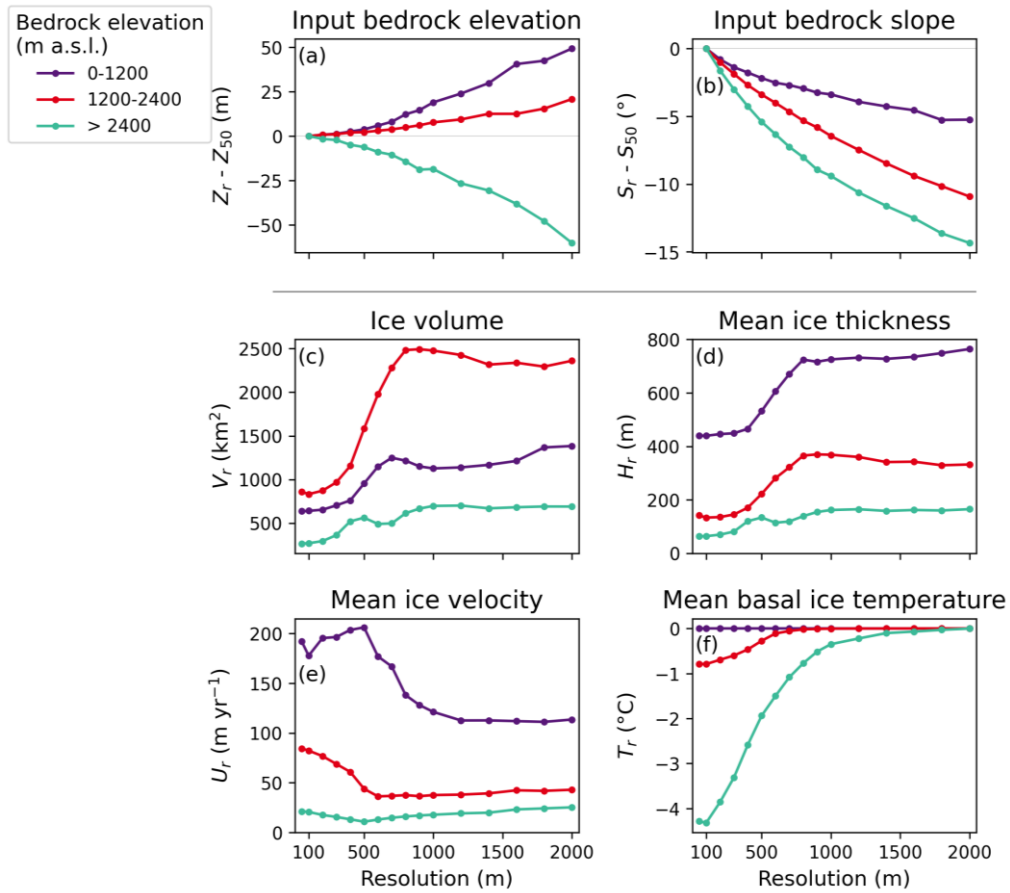 Bedrock elevation
(m a.s.l.)
0-1200
1200-2400
> 2400
Input bedrock elevation
(a)
50
25
0
−25
−50
Z_r - Z_50 (m)
Input bedrock slope
(b)
0
−5
−10
−15
S_r - S_50 (°)
Ice volume
(c)
2500
2000
1500
1000
500
V_r (km²)
Mean ice thickness
(d)
800
600
400
200
0
H_r (m)
Mean ice velocity
(e)
200
150
100
50
0
U_r (m yr⁻¹)
100 500 1000 1500 2000
Resolution (m)
Mean basal ice temperature
(f)
0
−1
−2
−3
−4
T_r (°C)
100 500 1000 1500 2000
Resolution (m)